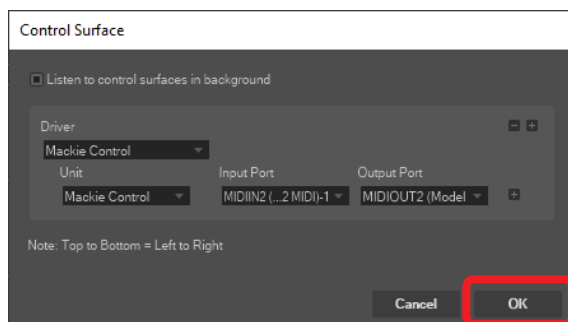 Control Surface
Listen to control surfaces in background
Driver
Mackie Control
Unit Input Port Output Port
Mackie Control MIDIIN2 (...2 MIDI)-1 MIDIOUT2 (Model
Note: Top to Bottom = Left to Right
Cancel OK